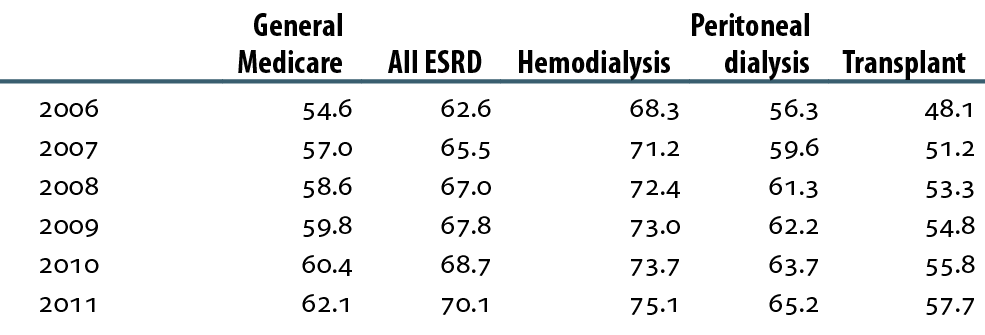 General Peritoneal
Medicare All ESRD Hemodialysis dialysis Transplant
2006 54.6 62.6 68.3 56.3 48.1
2007 57.0 65.5 71.2 59.6 51.2
2008 58.6 67.0 72.4 61.3 53.3
2009 59.8 67.8 73.0 62.2 54.8
2010 60.4 68.7 73.7 63.7 55.8
2011 62.1 70.1 75.1 65.2 57.7